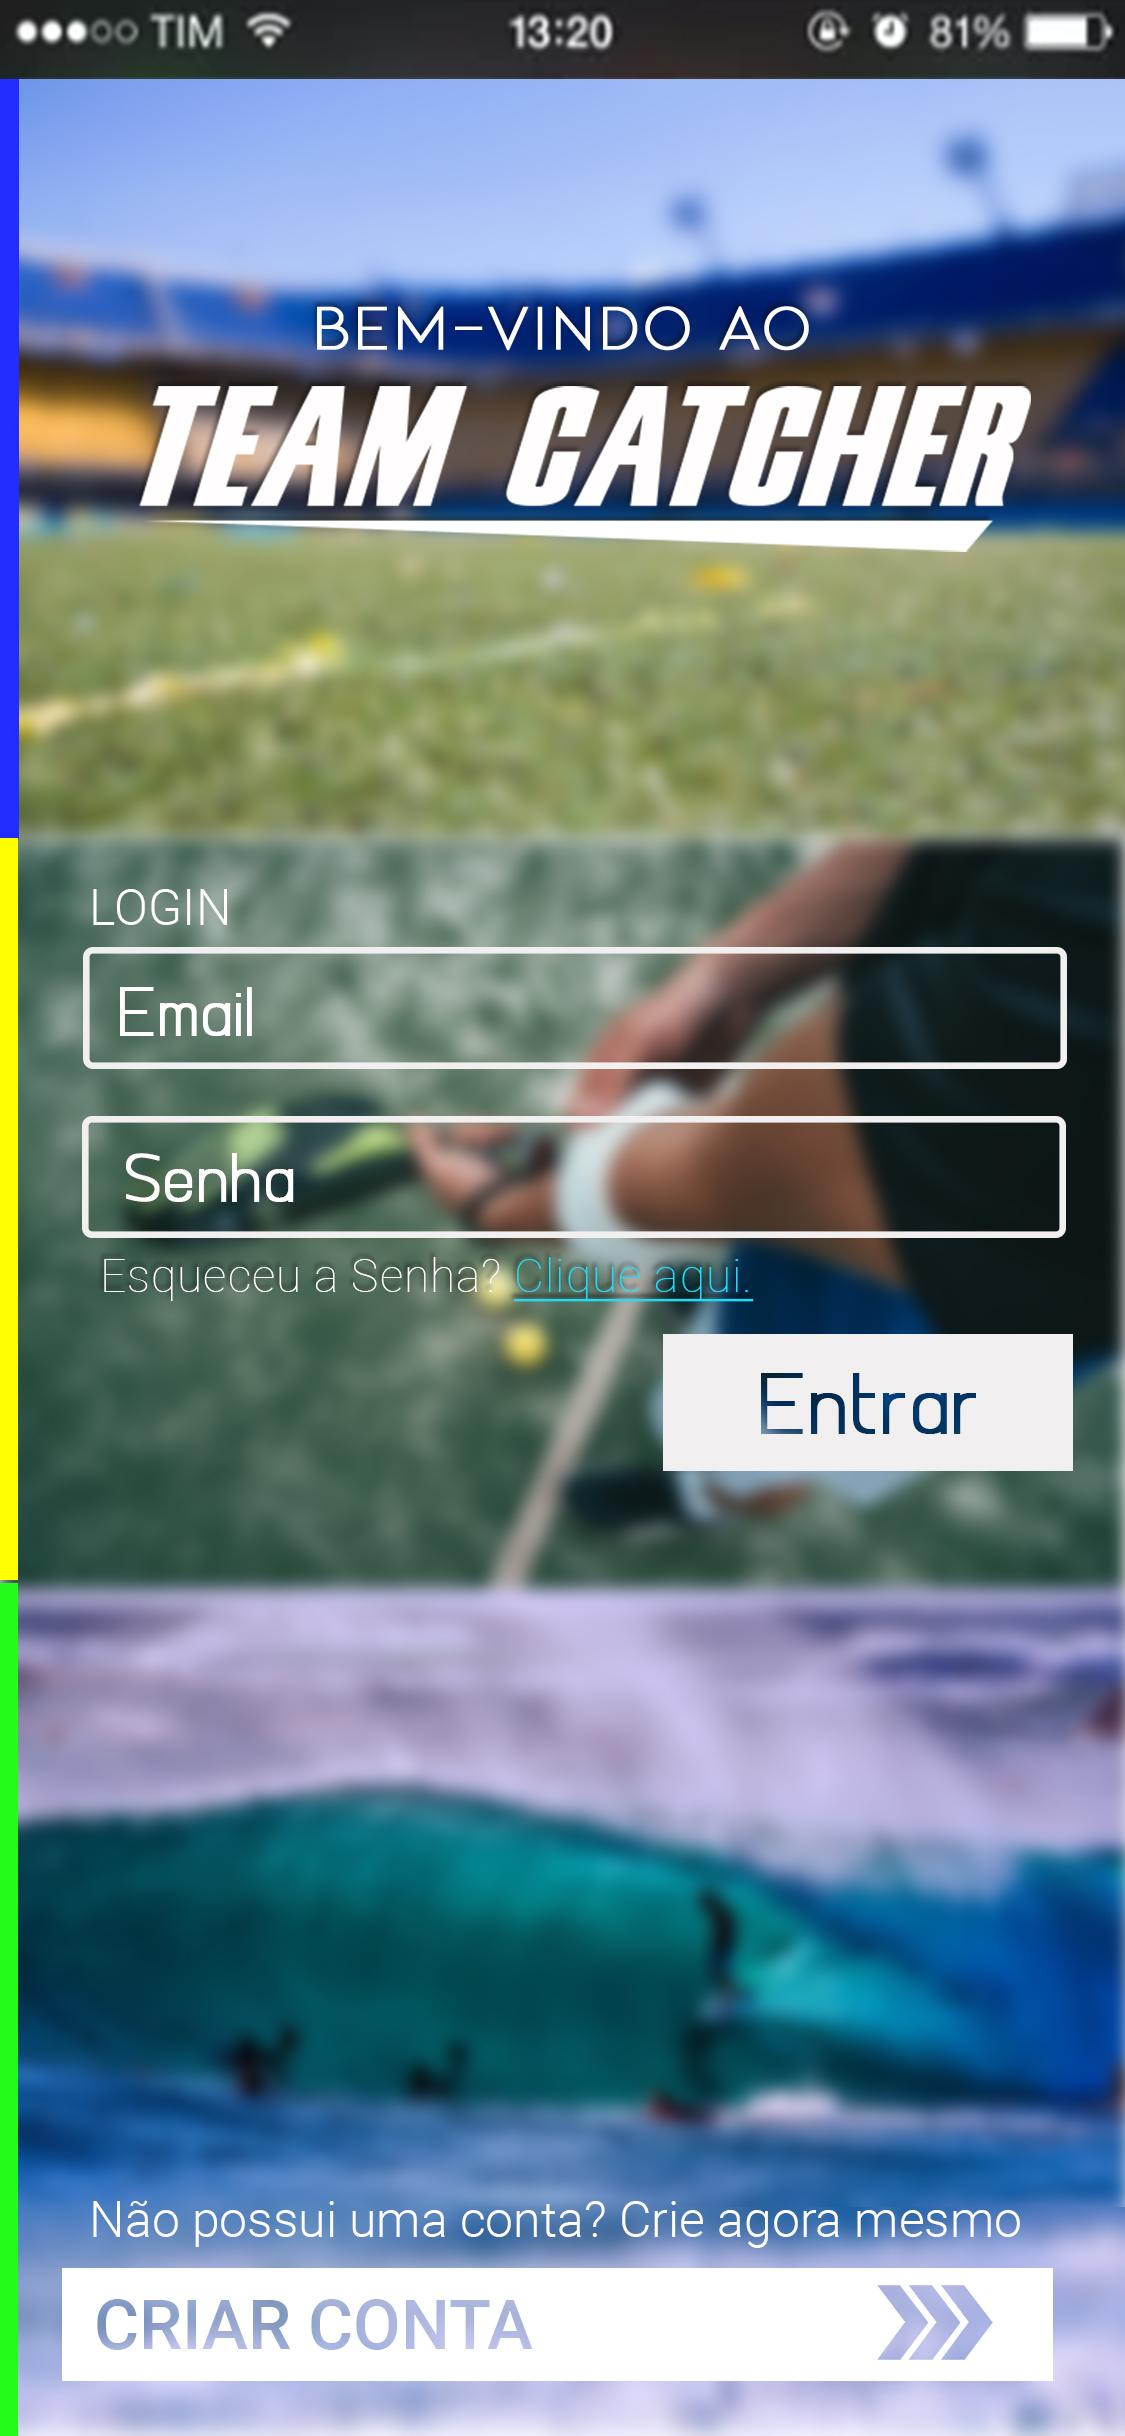 TIM 13:20 81%
BEM-VINDO AO
TEAM CATCHER
LOGIN
Email
Senha
Esqueceu a Senha? Clique aqui.
Entrar
Não possui uma conta? Crie agora mesmo
CRIAR CONTA